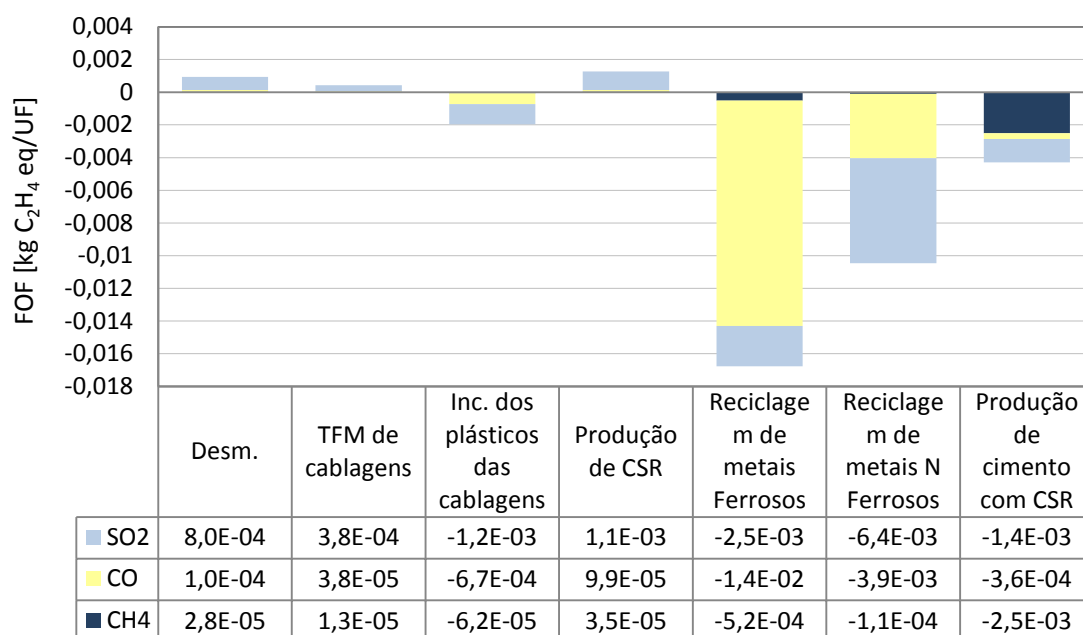 0,004
0,002
0
-0,002
-0,004
-0,006
-0,008
-0,01
-0,012
-0,014
-0,016
-0,018
FOF [kg C₂H₄ eq/UF]
Desm.
TFM de
cablagens
Inc. dos
plásticos
das
cablagens
Produção
de CSR
Reciclage
m de
metais
Ferrosos
Reciclage
m de
metais N
Ferrosos
Produção
de
cimento
com CSR
SO2 8,0E-04 3,8E-04 -1,2E-03 1,1E-03 -2,5E-03 -6,4E-03 -1,4E-03
CO 1,0E-04 3,8E-05 -6,7E-04 9,9E-05 -1,4E-02 -3,9E-03 -3,6E-04
CH4 2,8E-05 1,3E-05 -6,2E-05 3,5E-05 -5,2E-04 -1,1E-04 -2,5E-03